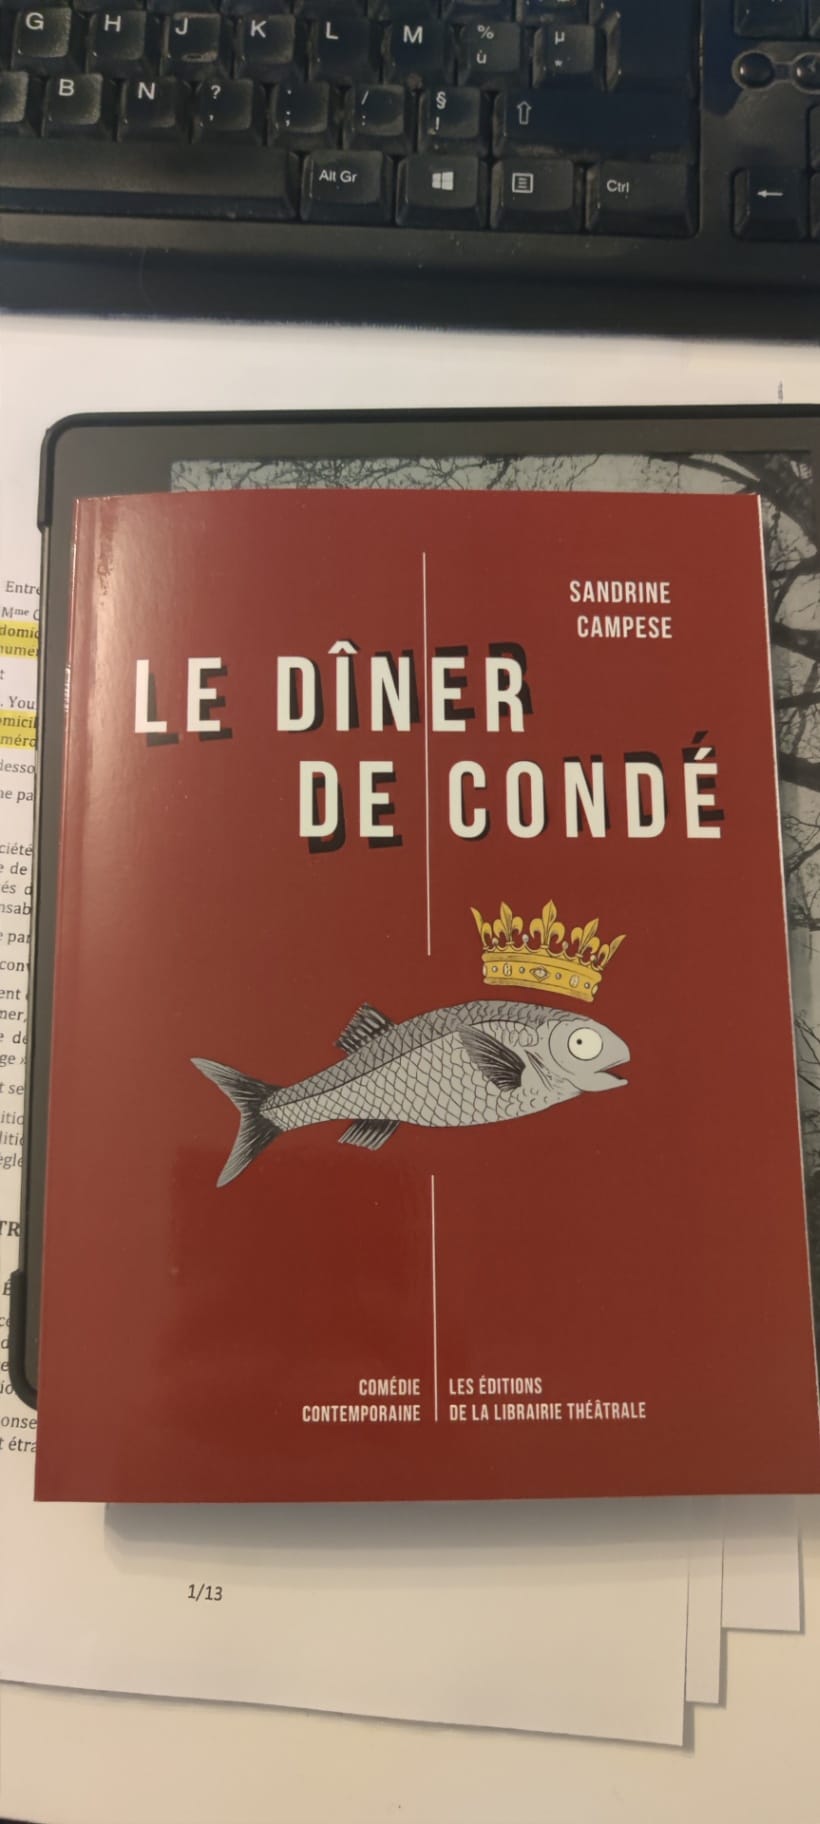 G H J K L M % ù µ *
B N ? , . ; / : § !
Alt Gr Ctrl
SANDRINE
CAMPESE
LE DÎNER
DE CONDÉ
COMÉDIE
CONTEMPORAINE
LES ÉDITIONS
DE LA LIBRAIRIE THÉÂTRALE
1/13